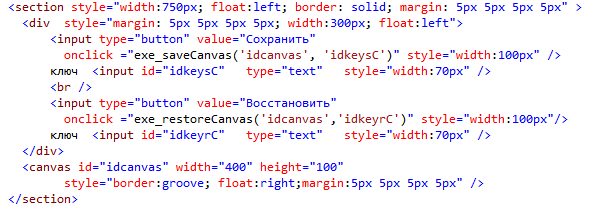 <section style="width:750px; float:left; border: solid; margin: 5px 5px 5px 5px" >
<div  style="margin: 5px 5px 5px 5px; width:300px; float:left">
<input type="button" value="Сохранить"
onclick ="exe_saveCanvas('idcanvas', 'idkeysC')" style="width:100px" />
ключ  <input id="idkeysC"   type="text"   style="width:70px" />
<br />
<input type="button" value="Восстановить"
onclick ="exe_restoreCanvas('idcanvas','idkeyrC')" style="width:100px"/>
ключ  <input id="idkeyrC"   type="text"   style="width:70px" />
</div>
<canvas id="idcanvas" width="400" height="100"
style="border:groove; float:right;margin:5px 5px 5px 5px" />
</section>